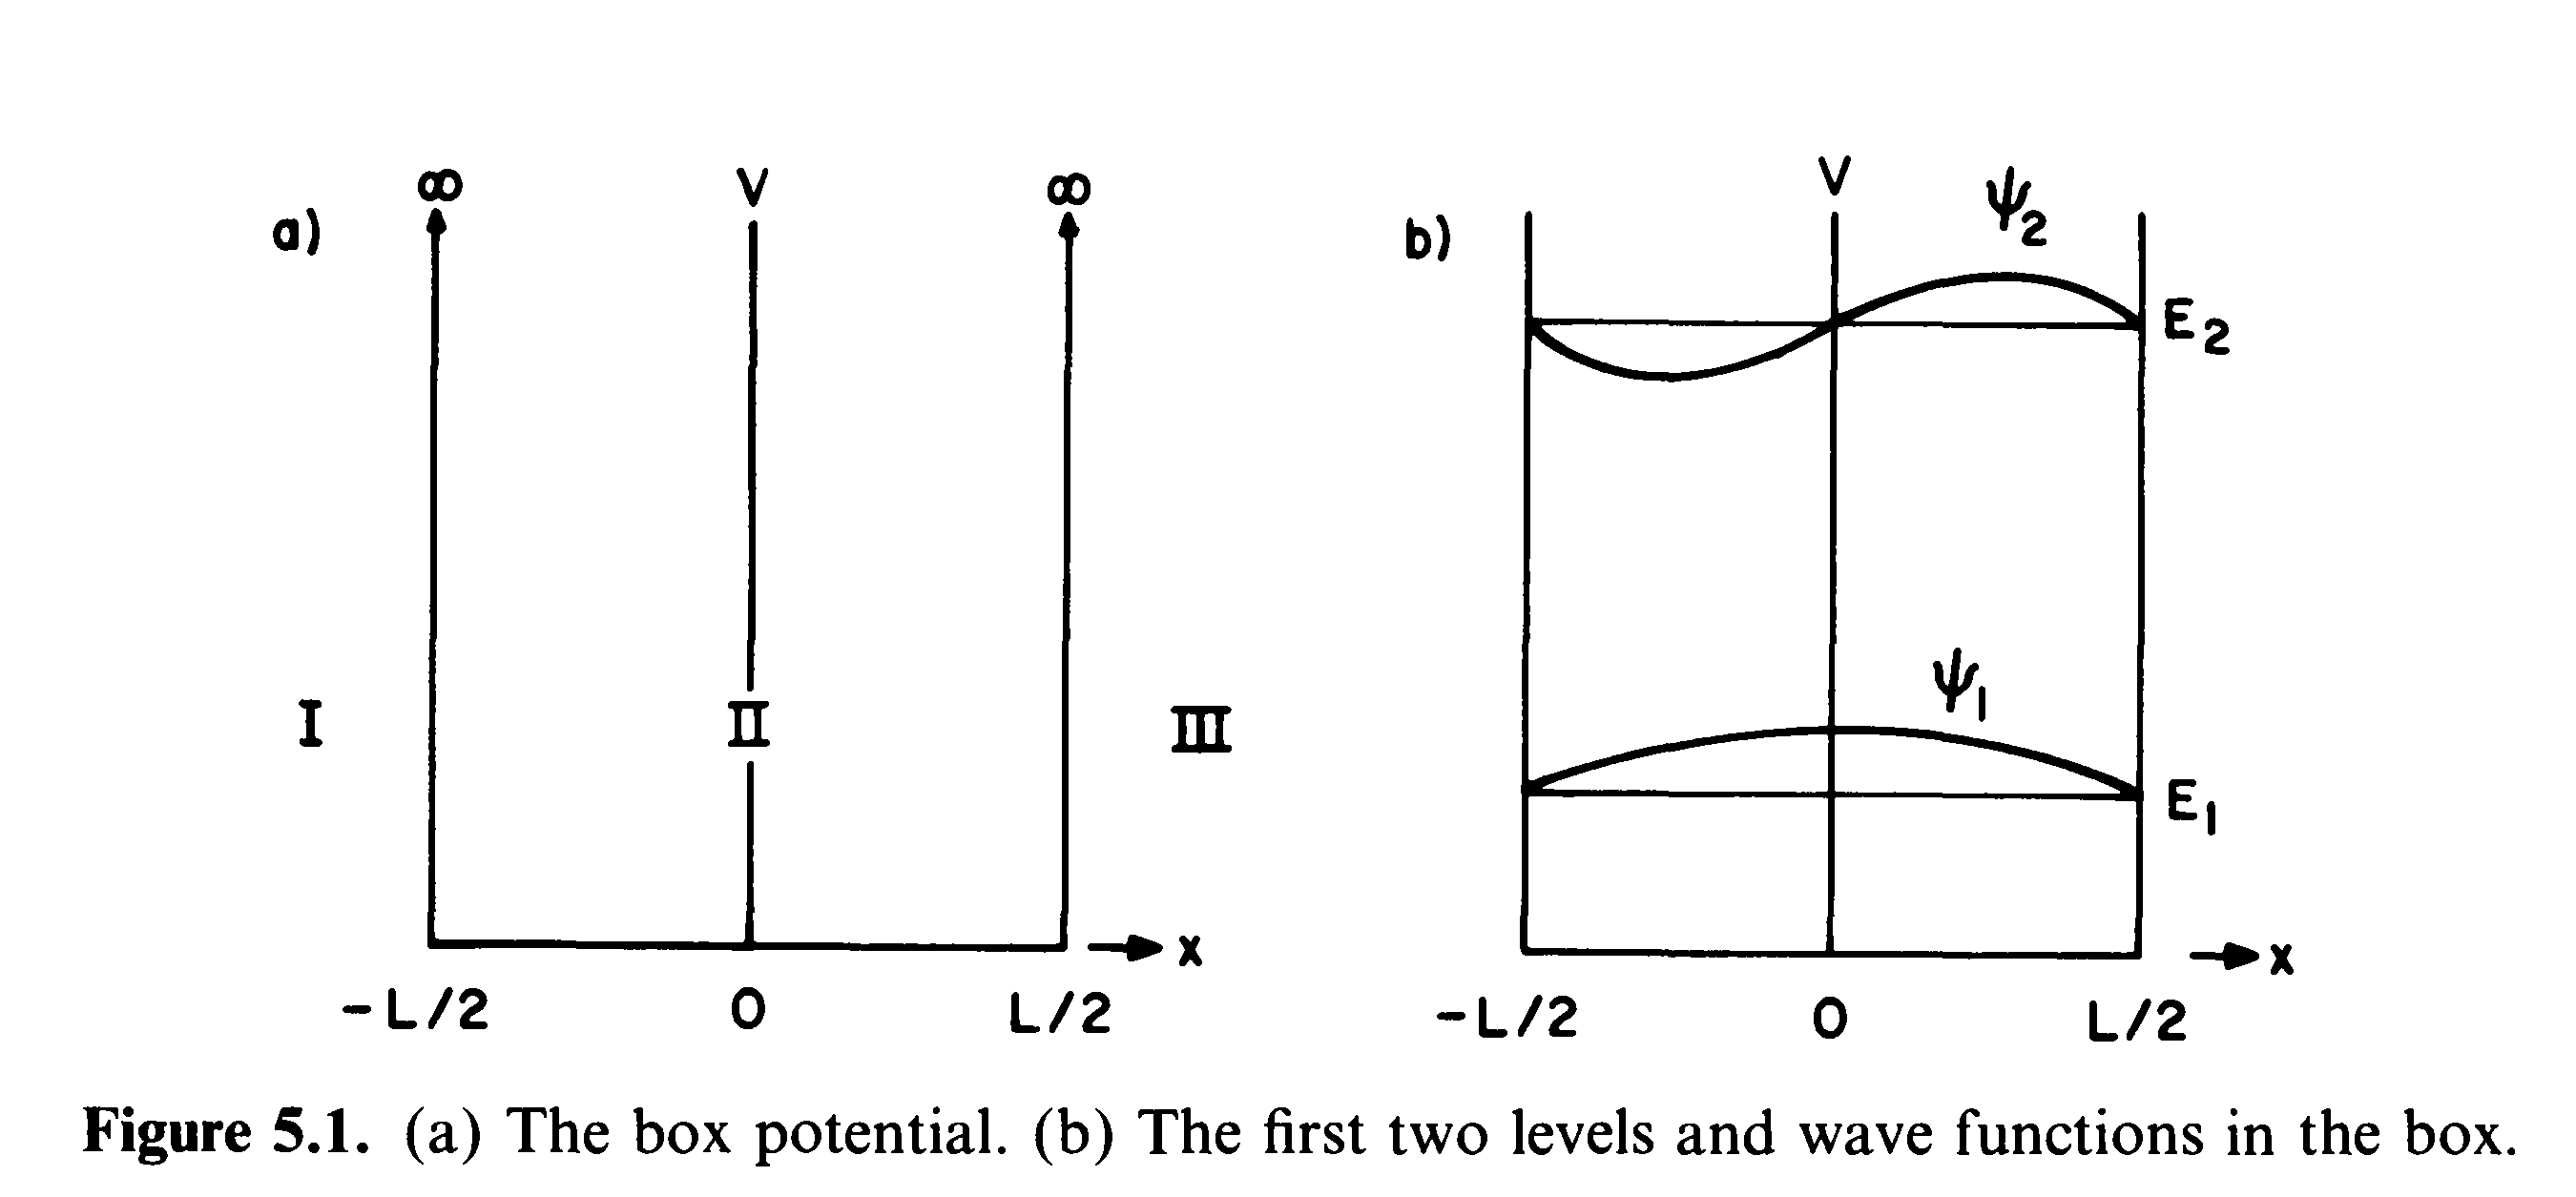 a)
∞ V ∞
I II III
x
-L/2 0 L/2
b)
V
ψ2
E2
ψ1
E1
x
-L/2 0 L/2
Figure 5.1. (a) The box potential. (b) The first two levels and wave functions in the box.